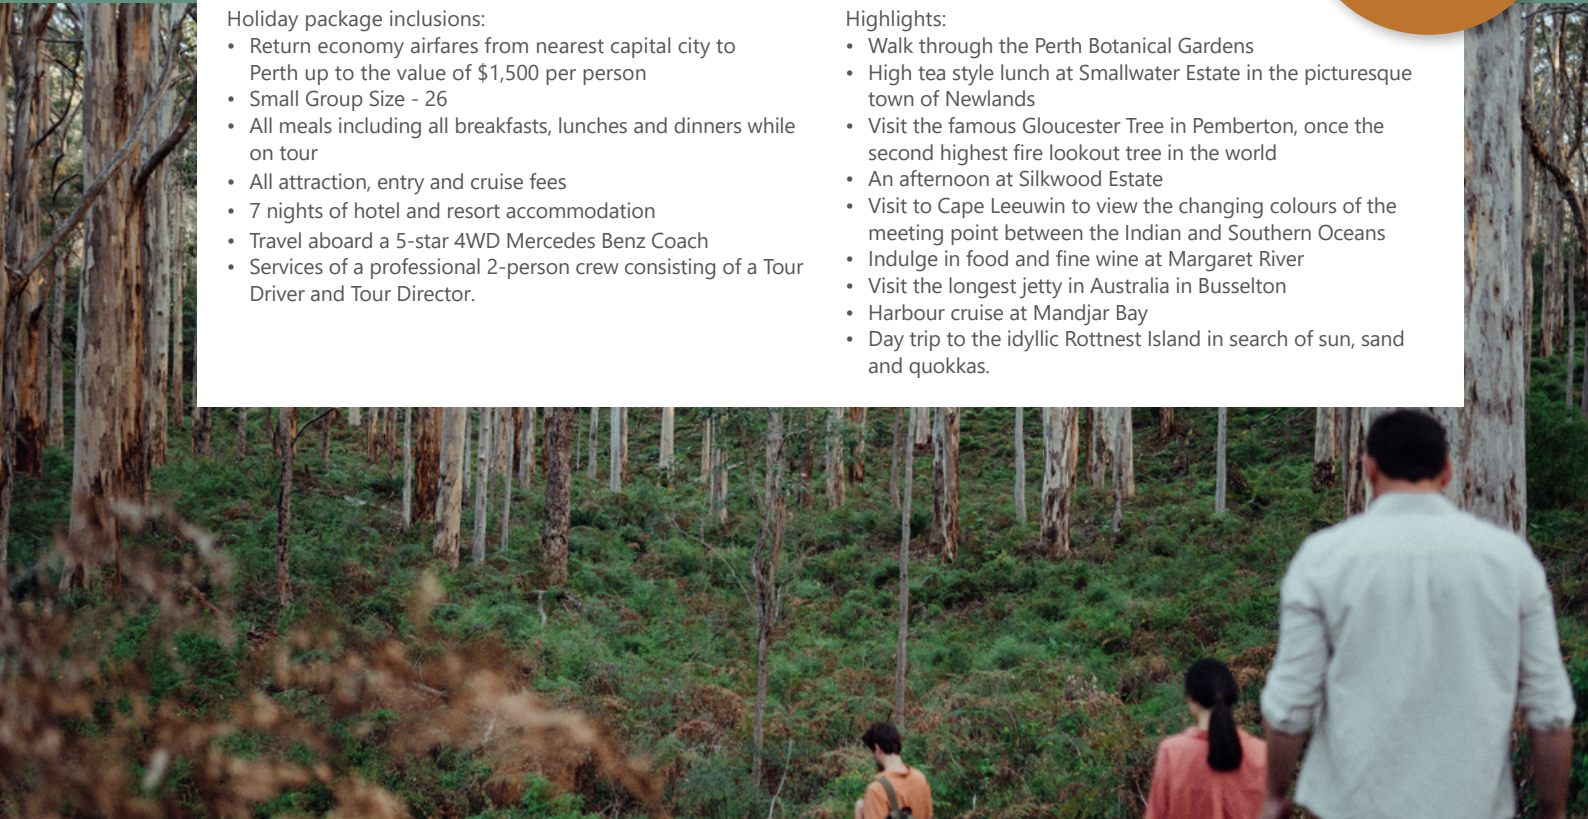 Holiday package inclusions:
• Return economy airfares from nearest capital city to
Perth up to the value of $1,500 per person
• Small Group Size - 26
• All meals including all breakfasts, lunches and dinners while
on tour
• All attraction, entry and cruise fees
• 7 nights of hotel and resort accommodation
• Travel aboard a 5-star 4WD Mercedes Benz Coach
• Services of a professional 2-person crew consisting of a Tour
Driver and Tour Director.
Highlights:
• Walk through the Perth Botanical Gardens
• High tea style lunch at Smallwater Estate in the picturesque
town of Newlands
• Visit the famous Gloucester Tree in Pemberton, once the
second highest fire lookout tree in the world
• An afternoon at Silkwood Estate
• Visit to Cape Leeuwin to view the changing colours of the
meeting point between the Indian and Southern Oceans
• Indulge in food and fine wine at Margaret River
• Visit the longest jetty in Australia in Busselton
• Harbour cruise at Mandjar Bay
• Day trip to the idyllic Rottnest Island in search of sun, sand
and quokkas.